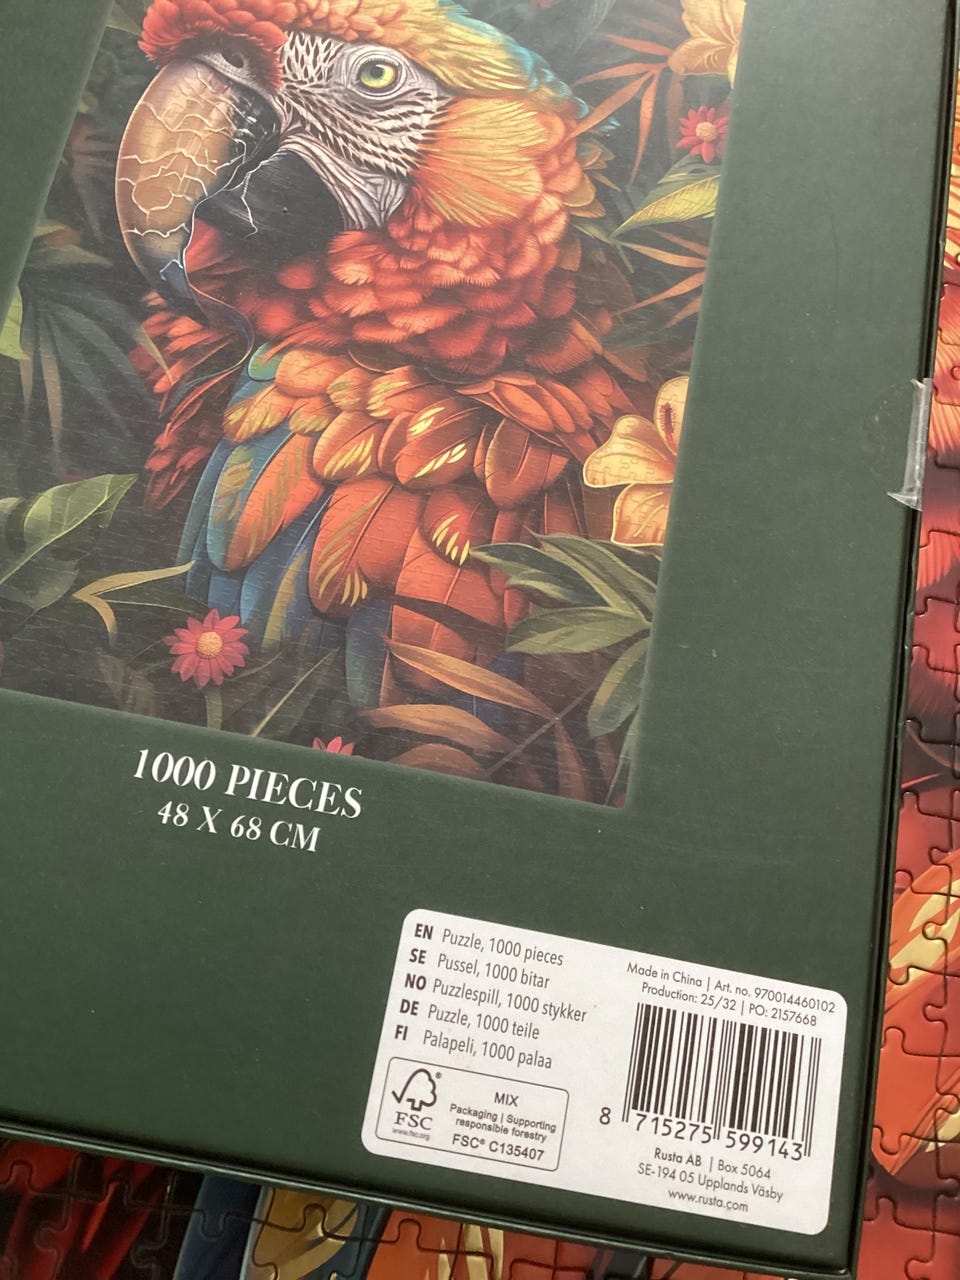 1000 PIECES
48 X 68 CM
EN Puzzle, 1000 pieces
SE Pussel, 1000 bitar
NO Puzzlespill, 1000 stykker
DE Puzzle, 1000 teile
FI Palapeli, 1000 palaa
FSC®
www.fsc.org
MIX
Packaging | Supporting
responsible forestry
FSC® C135407
Made in China | Art. no. 970014460102
Production: 25/32 | PO: 2157668
8 715275 599143
Rusta AB | Box 5064
SE-194 05 Upplands Väsby
www.rusta.com